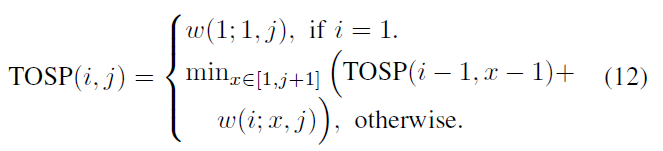 w(1; 1, j), if i = 1.
TOSP(i, j) = { min_{x∈[1,j+1]} (TOSP(i − 1, x − 1)+ (12)
w(i; x, j)), otherwise.